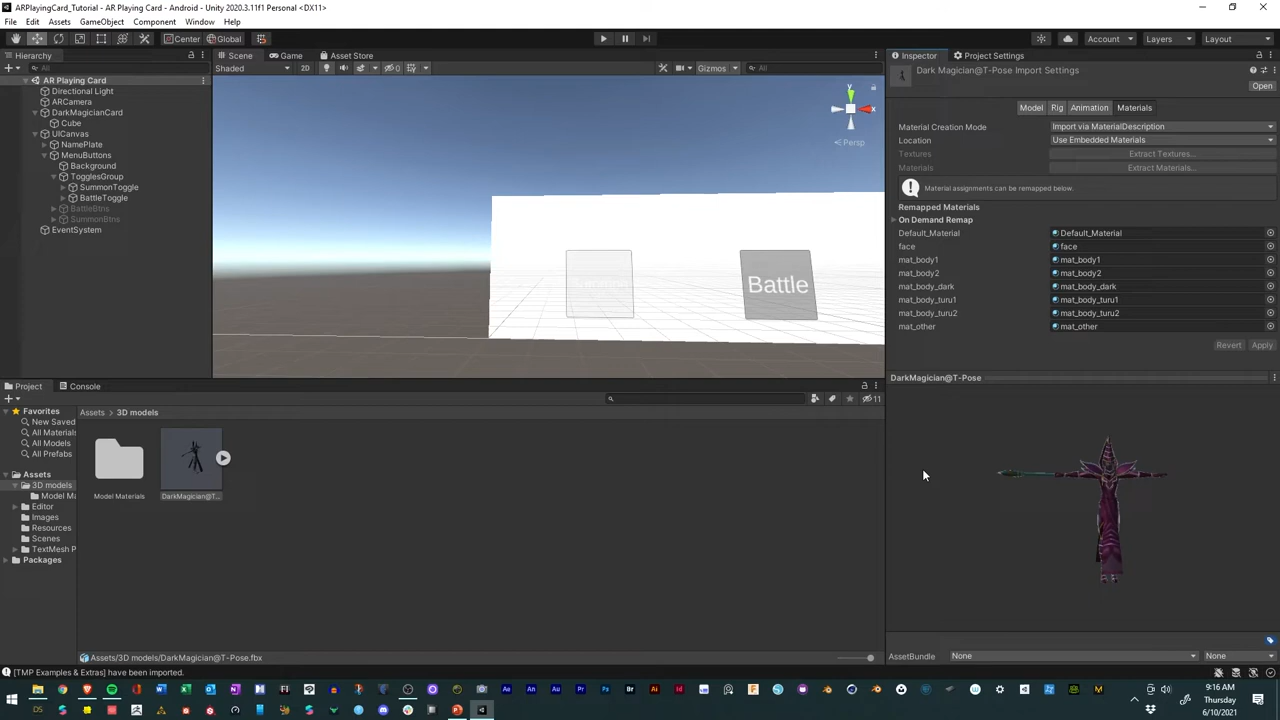 ARPlayingCard_Tutorial - AR Playing Card - Android - Unity 2020.3.11f1 Personal <DX11>
File Edit Assets GameObject Component Window Help
Center Global
Account Layers Layout
Hierarchy
All
AR Playing Card
Directional Light
ARCamera
DarkMagicianCard
Cube
UICanvas
NamePlate
MenuButtons
Background
TogglesGroup
SummonToggle
BattleToggle
BattleBtns
SummonBtns
EventSystem
Scene Game Asset Store
Shaded 2D 0 Gizmos All
y
x
Persp
Battle
Inspector Project Settings
Dark Magician@T-Pose Import Settings
Open
Model Rig Animation Materials
Material Creation Mode Import via MaterialDescription
Location Use Embedded Materials
Textures Extract Textures...
Materials Extract Materials...
Material assignments can be remapped below.
Remapped Materials
On Demand Remap
Default_Material Default_Material
face face
mat_body1 mat_body1
mat_body2 mat_body2
mat_body_dark mat_body_dark
mat_body_turu1 mat_body_turu1
mat_body_turu2 mat_body_turu2
mat_other mat_other
Revert Apply
DarkMagician@T-Pose
AssetBundle None None
Project Console
11
Favorites
New Saved
All Materials
All Models
All Prefabs
Assets
3D models
Model Ma
Editor
Images
Resources
Scenes
TextMesh P
Packages
Assets > 3D models
Model Materials
DarkMagician@T...
Assets/3D models/DarkMagician@T-Pose.fbx
[TMP Examples & Extras] have been imported.
9:16 AM
Thursday
6/10/2021